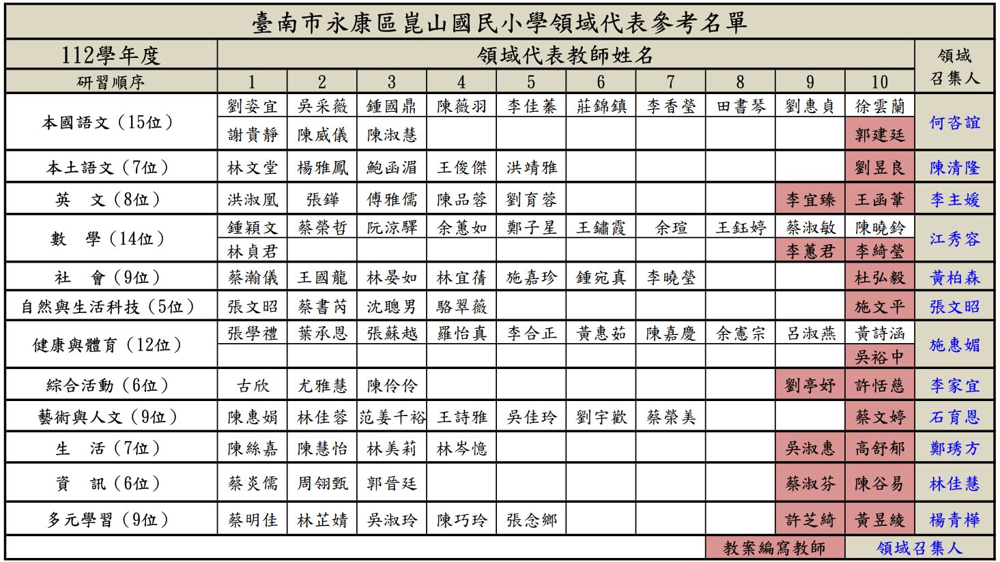 臺南市永康區崑山國民小學領域代表參考名單
112學年度 領域代表教師姓名 領域召集人
研習順序 1 2 3 4 5 6 7 8 9 10
本國語文（15位） 劉姿宜 吳采薇 鍾國鼎 陳薇羽 李佳蓁 莊錦鎮 李香瑩 田書琴 劉惠貞 徐雲蘭 何咨誼
謝貴靜 陳威儀 陳淑慧 郭建廷
本土語文（7位） 林文堂 楊雅鳳 鮑函湄 王俊傑 洪靖雅 劉昱良 陳清隆
英 文（8位） 洪淑凰 張鏵 傅雅儒 陳品蓉 劉育蓉 李宜臻 王函葦 李主媛
數 學（14位） 鍾穎文 蔡榮哲 阮涼驛 余蕙如 鄭子星 王鏽霞 余瑄 王鈺婷 蔡淑敏 陳曉鈴 江秀容
林貞君 李蕙君 李綺瑩
社 會（9位） 蔡瀚儀 王國龍 林晏如 林宜蒨 施嘉珍 鍾宛真 李曉瑩 杜弘毅 黃柏森
自然與生活科技（5位） 張文昭 蔡書芮 沈聰男 駱翠薇 施文平 張文昭
健康與體育（12位） 張學禮 葉承恩 張蘇越 羅怡真 李合正 黃惠茹 陳嘉慶 余憲宗 呂淑燕 黃詩涵 施惠媚
吳裕中
綜合活動（6位） 古欣 尤雅慧 陳伶伶 劉亭妤 許恬慈 李家宜
藝術與人文（9位） 陳惠娟 林佳蓉 范姜千裕 王詩雅 吳佳玲 劉宇歡 蔡榮美 蔡文婷 石育恩
生 活（7位） 陳絲嘉 陳慧怡 林美莉 林岑憶 吳淑惠 高舒郁 鄭琇方
資 訊（6位） 蔡炎儒 周翎甄 郭晉廷 蔡淑芬 陳谷易 林佳慧
多元學習（9位） 蔡明佳 林芷婧 吳淑玲 陳巧玲 張念鄉 許芝綺 黃昱綾 楊青樺
教案編寫教師 領域召集人